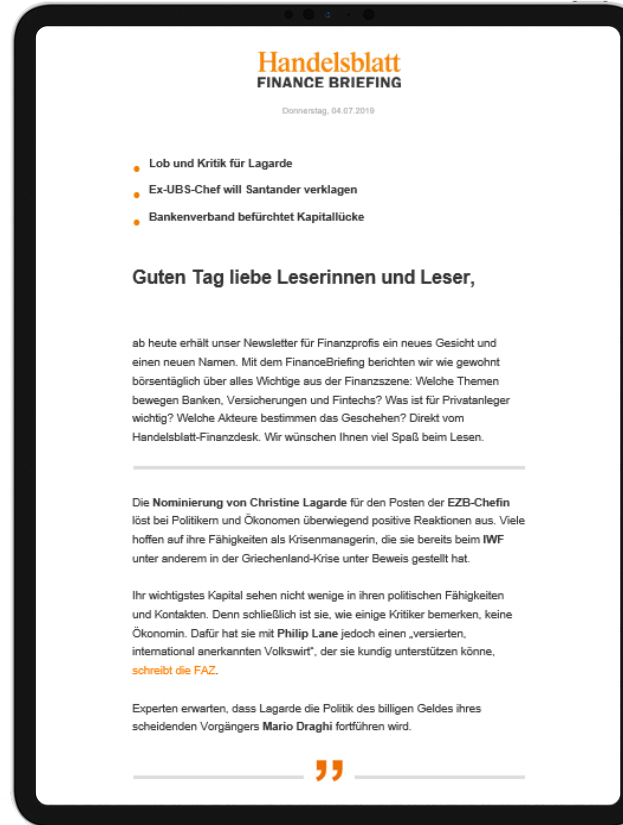 Handelsblatt
FINANCE BRIEFING
Donnerstag, 04.07.2019
Lob und Kritik für Lagarde
Ex-UBS-Chef will Santander verklagen
Bankenverband befürchtet Kapitallücke
Guten Tag liebe Leserinnen und Leser,
ab heute erhält unser Newsletter für Finanzprofis ein neues Gesicht und
einen neuen Namen. Mit dem FinanceBriefing berichten wir wie gewohnt
börsentäglich über alles Wichtige aus der Finanzszene: Welche Themen
bewegen Banken, Versicherungen und Fintechs? Was ist für Privatanleger
wichtig? Welche Akteure bestimmen das Geschehen? Direkt vom
Handelsblatt-Finanzdesk. Wir wünschen Ihnen viel Spaß beim Lesen.
Die Nominierung von Christine Lagarde für den Posten der EZB-Chefin
löst bei Politikern und Ökonomen überwiegend positive Reaktionen aus. Viele
hoffen auf ihre Fähigkeiten als Krisenmanagerin, die sie bereits beim IWF
unter anderem in der Griechenland-Krise unter Beweis gestellt hat.
Ihr wichtigstes Kapital sehen nicht wenige in ihren politischen Fähigkeiten
und Kontakten. Denn schließlich ist sie, wie einige Kritiker bemerken, keine
Ökonomin. Dafür hat sie mit Philip Lane jedoch einen „versierten,
international anerkannten Volkswirt", der sie kundig unterstützen könne,
schreibt die FAZ.
Experten erwarten, dass Lagarde die Politik des billigen Geldes ihres
scheidenden Vorgängers Mario Draghi fortführen wird.
”